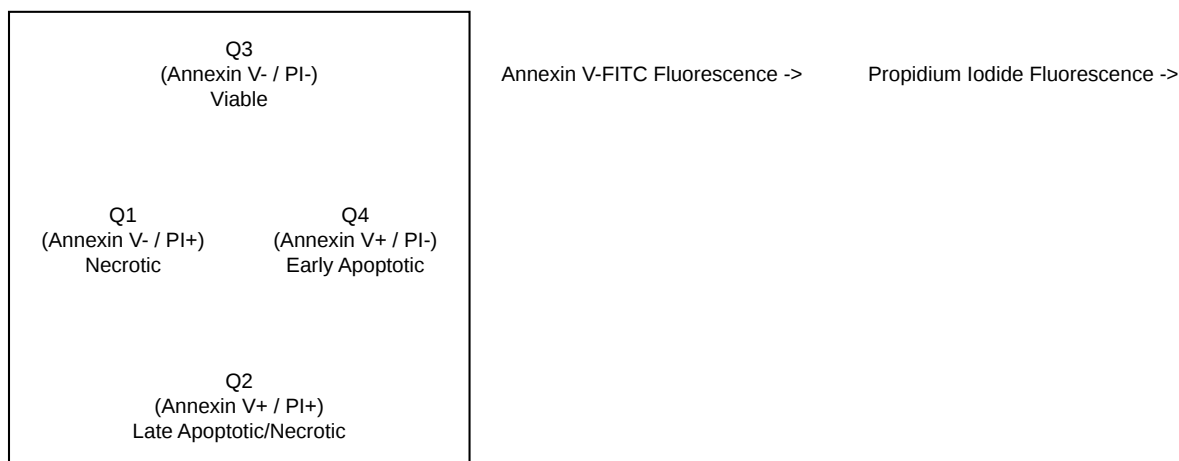 Q3
(Annexin V- / PI-)
Viable
Annexin V-FITC Fluorescence ->
Propidium Iodide Fluorescence ->
Q1
(Annexin V- / PI+)
Necrotic
Q4
(Annexin V+ / PI-)
Early Apoptotic
Q2
(Annexin V+ / PI+)
Late Apoptotic/Necrotic